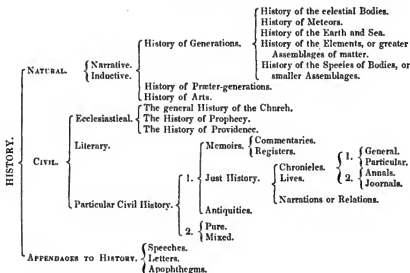 History of the celestial Bodies.
History of Meteors.
History of Generations. History of the Earth and Sea.
History of the Elements, or greater
Assemblages of matter.
NATURAL. Narrative. History of the Species of Bodies, or
Inductive. smaller Assemblages.
History of Præter-generations.
History of Arts.
The general History of the Church.
Ecclesiastical. The History of Prophecy.
The History of Providence.
Literary. Memoirs. Commentaries.
Registers.
HISTORY. CIVIL. 1. Just History. Chronicles. 1. General.
Lives. Particular.
2. Annals.
Joornals.
Particular Civil History. Narrations or Relations.
Antiquities.
2. Pure.
Mixed.
APPENDAGES TO HISTORY. Speeches.
Letters.
Apophthegms.